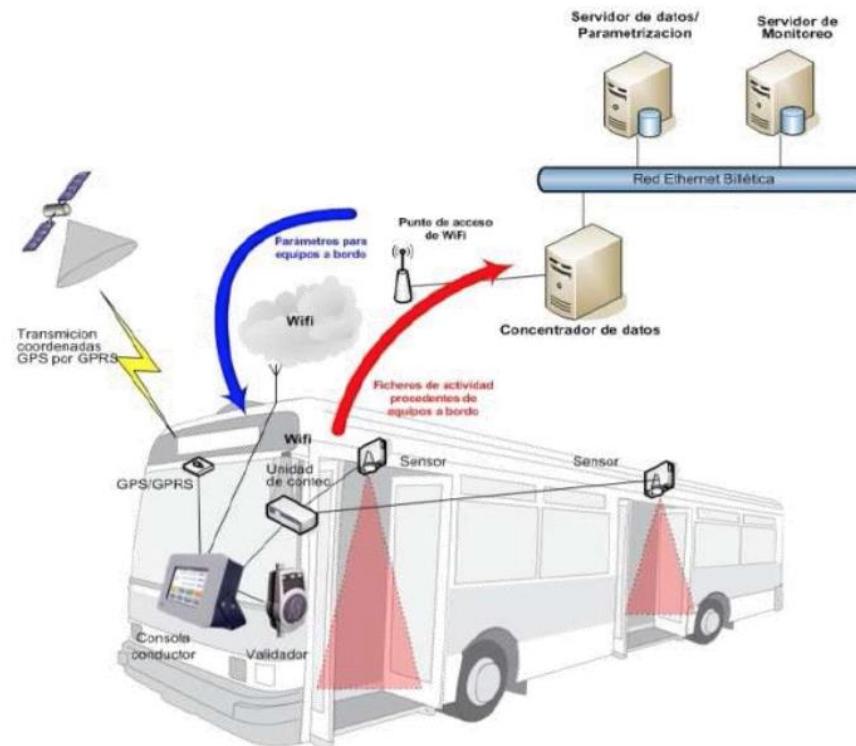 Servidor de datos/
Parametrizacion
Servidor de
Monitoreo
Red Ethernet Billética
Punto de acceso
de WiFi
Parámetros para
equipos a bordo
Wifi
Concentrador de datos
Transmicion
coordenadas
GPS por GPRS
Ficheros de actividad
procedentes de
equipos a bordo
Wifi
Sensor
Sensor
Unidad
de conteo
GPS/GPRS
Consola
conductor
Validador